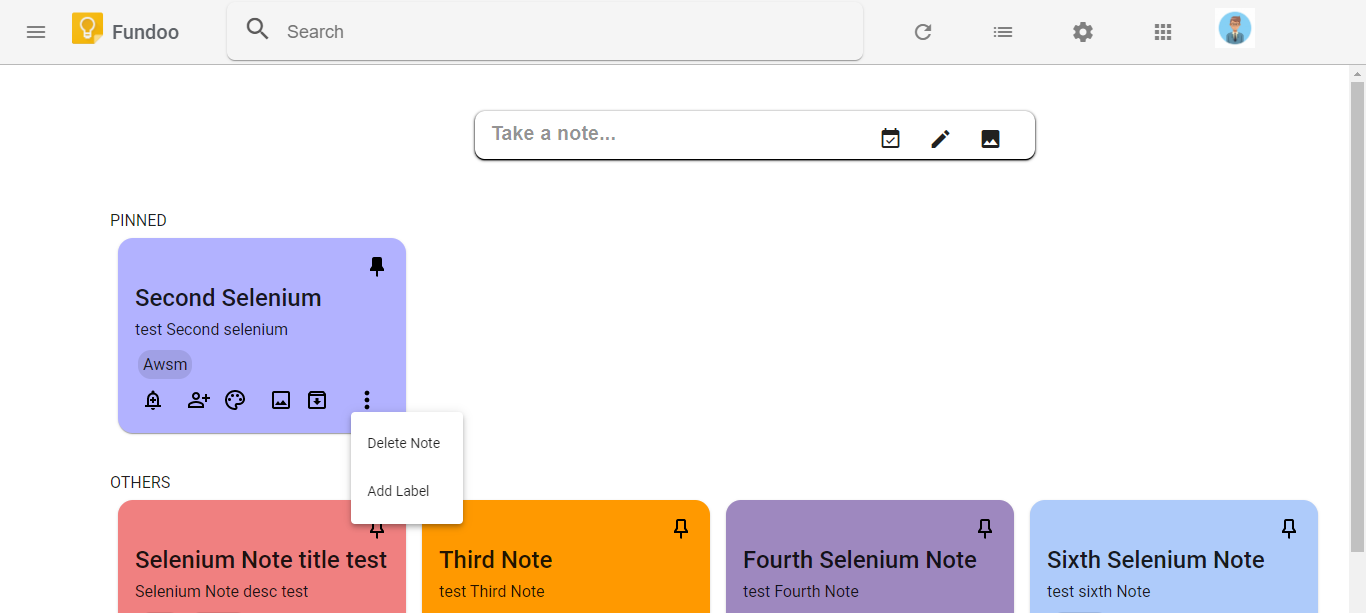 Fundoo
Search
Take a note...
PINNED
Second Selenium
test Second selenium
Awsm
Delete Note
Add Label
OTHERS
Selenium Note title test
Selenium Note desc test
Third Note
test Third Note
Fourth Selenium Note
test Fourth Note
Sixth Selenium Note
test sixth Note